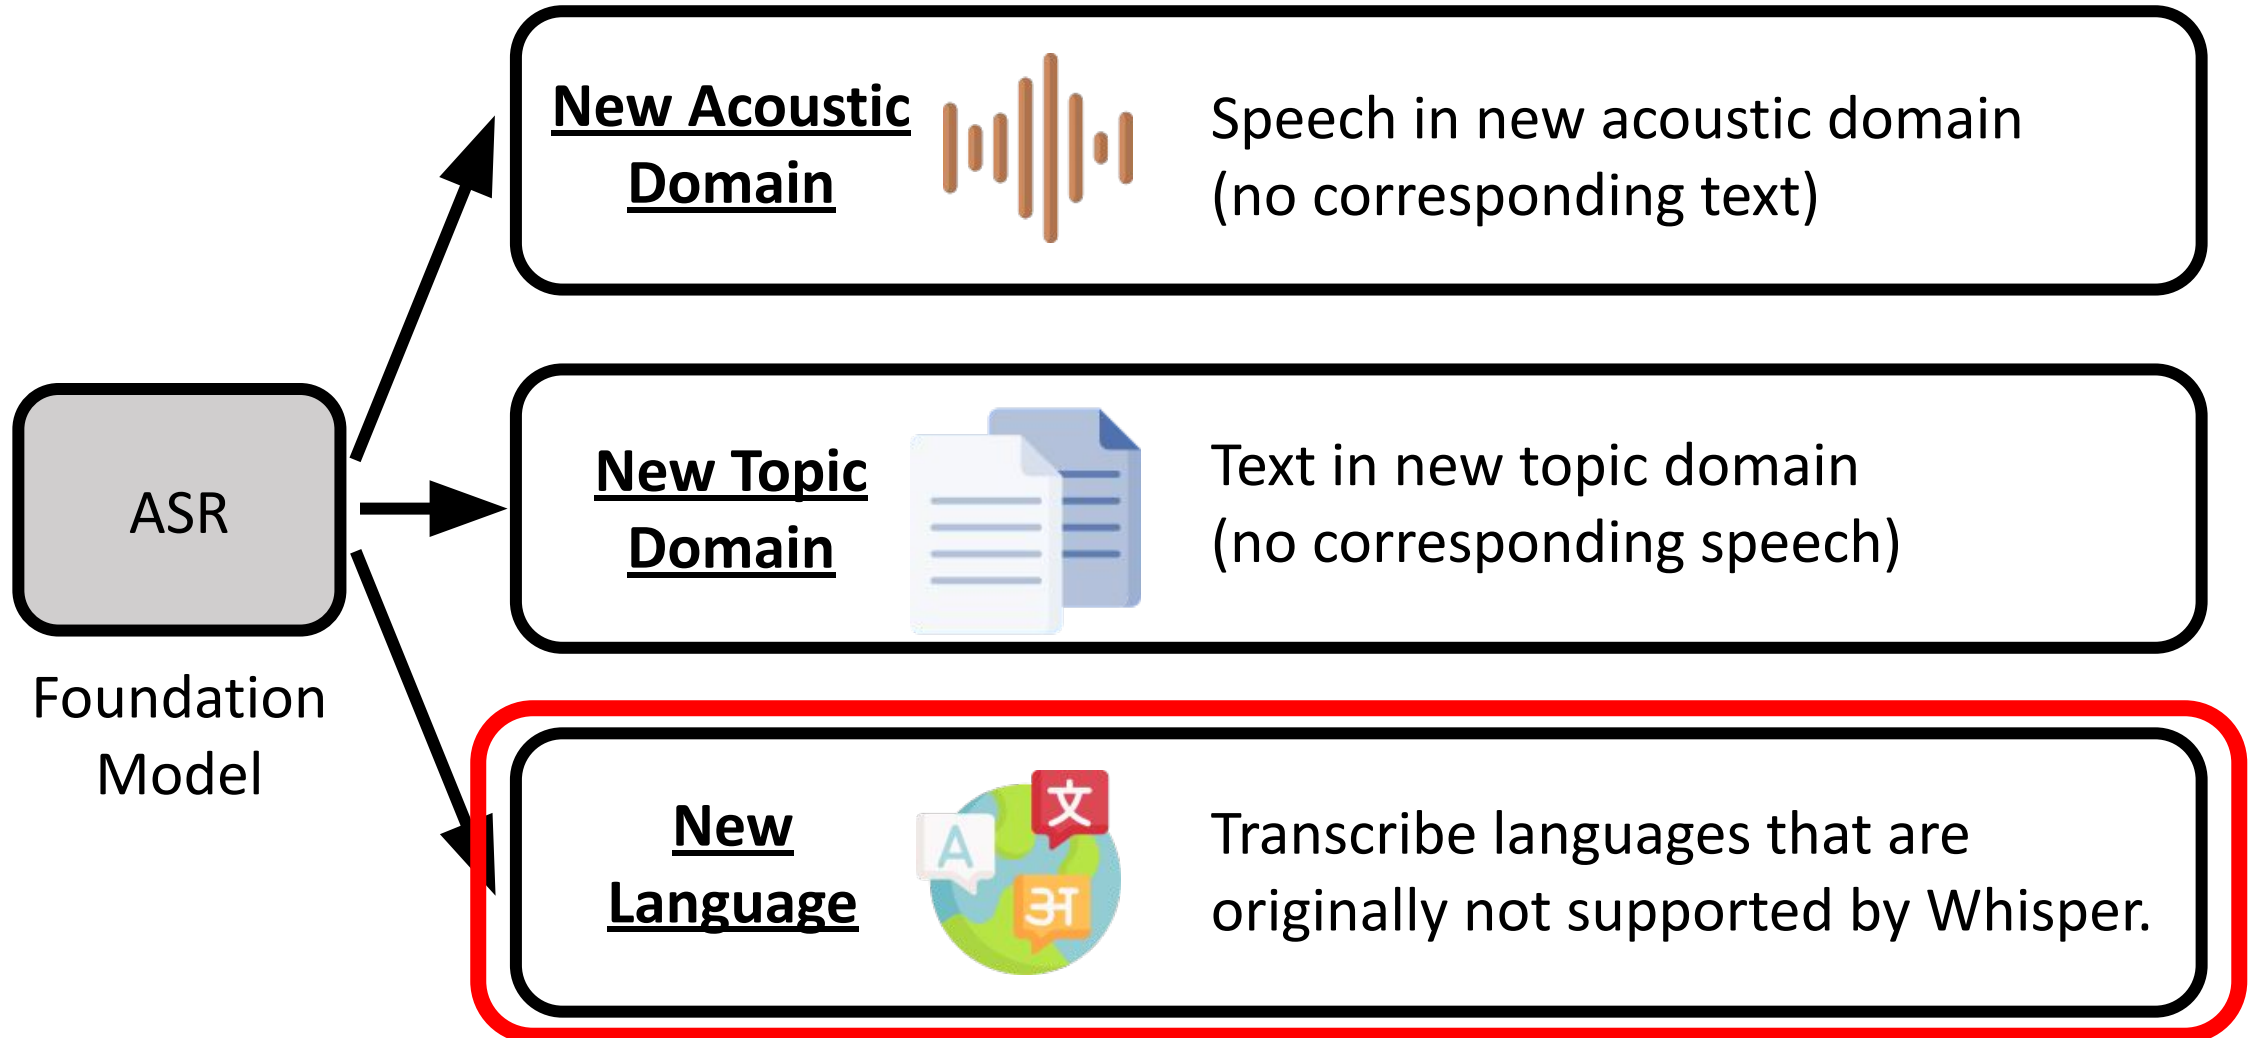 New Acoustic
Domain
Speech in new acoustic domain
(no corresponding text)
ASR
Foundation
Model
New Topic
Domain
Text in new topic domain
(no corresponding speech)
New
Language
A
文
अ
Transcribe languages that are
originally not supported by Whisper.